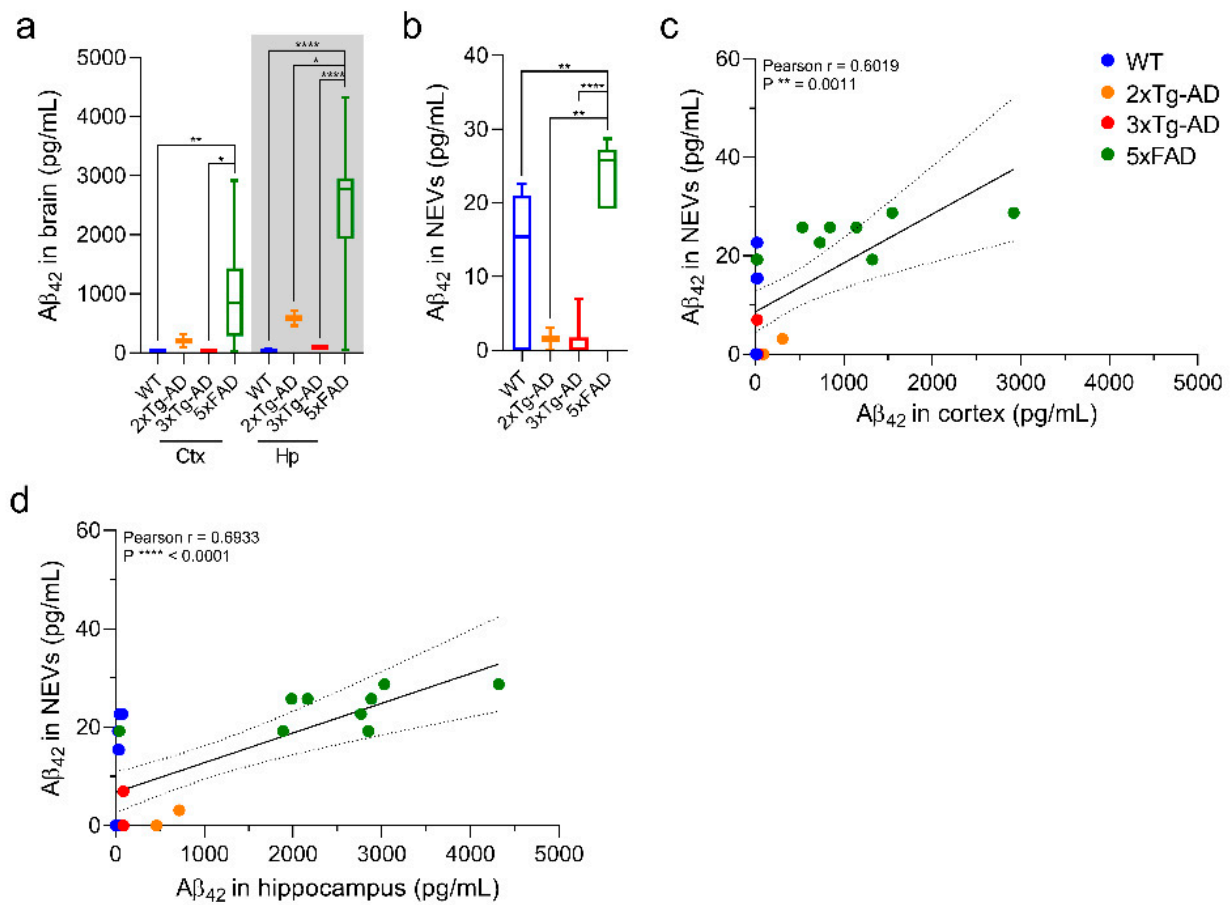 a
Aβ42 in brain (pg/mL)
5000
4000
3000
2000
1000
0
**
*
****
*
****
WT
2xTg-AD
3xTg-AD
5xFAD
WT
2xTg-AD
3xTg-AD
5xFAD
Ctx
Hp
b
Aβ42 in NEVs (pg/mL)
40
30
20
10
0
**
****
**
WT
2xTg-AD
3xTg-AD
5xFAD
c
Aβ42 in NEVs (pg/mL)
60
40
20
0
Pearson r = 0.6019
P ** = 0.0011
0 1000 2000 3000 4000 5000
Aβ42 in cortex (pg/mL)
WT
2xTg-AD
3xTg-AD
5xFAD
d
Aβ42 in NEVs (pg/mL)
60
40
20
0
Pearson r = 0.6933
P **** < 0.0001
0 1000 2000 3000 4000 5000
Aβ42 in hippocampus (pg/mL)